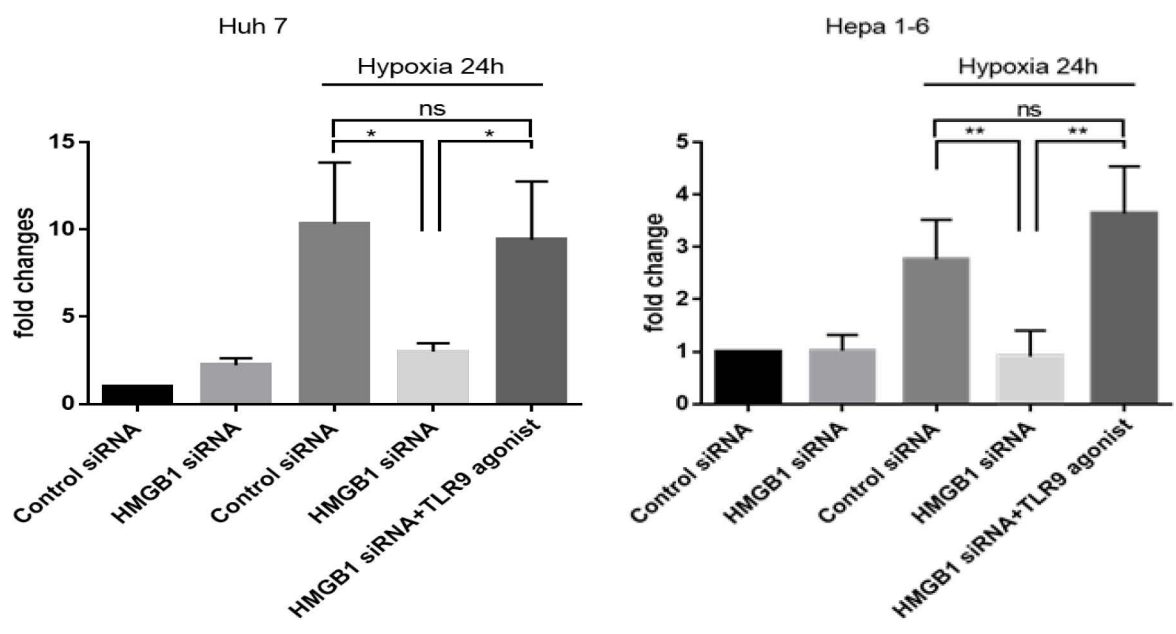 Huh 7
Hypoxia 24h
ns
* *
fold changes
15
10
5
0
Control siRNA
HMGB1 siRNA
Control siRNA
HMGB1 siRNA
HMGB1 siRNA+TLR9 agonist
Hepa 1-6
Hypoxia 24h
ns
** **
fold change
5
4
3
2
1
0
Control siRNA
HMGB1 siRNA
Control siRNA
HMGB1 siRNA
HMGB1 siRNA+TLR9 agonist